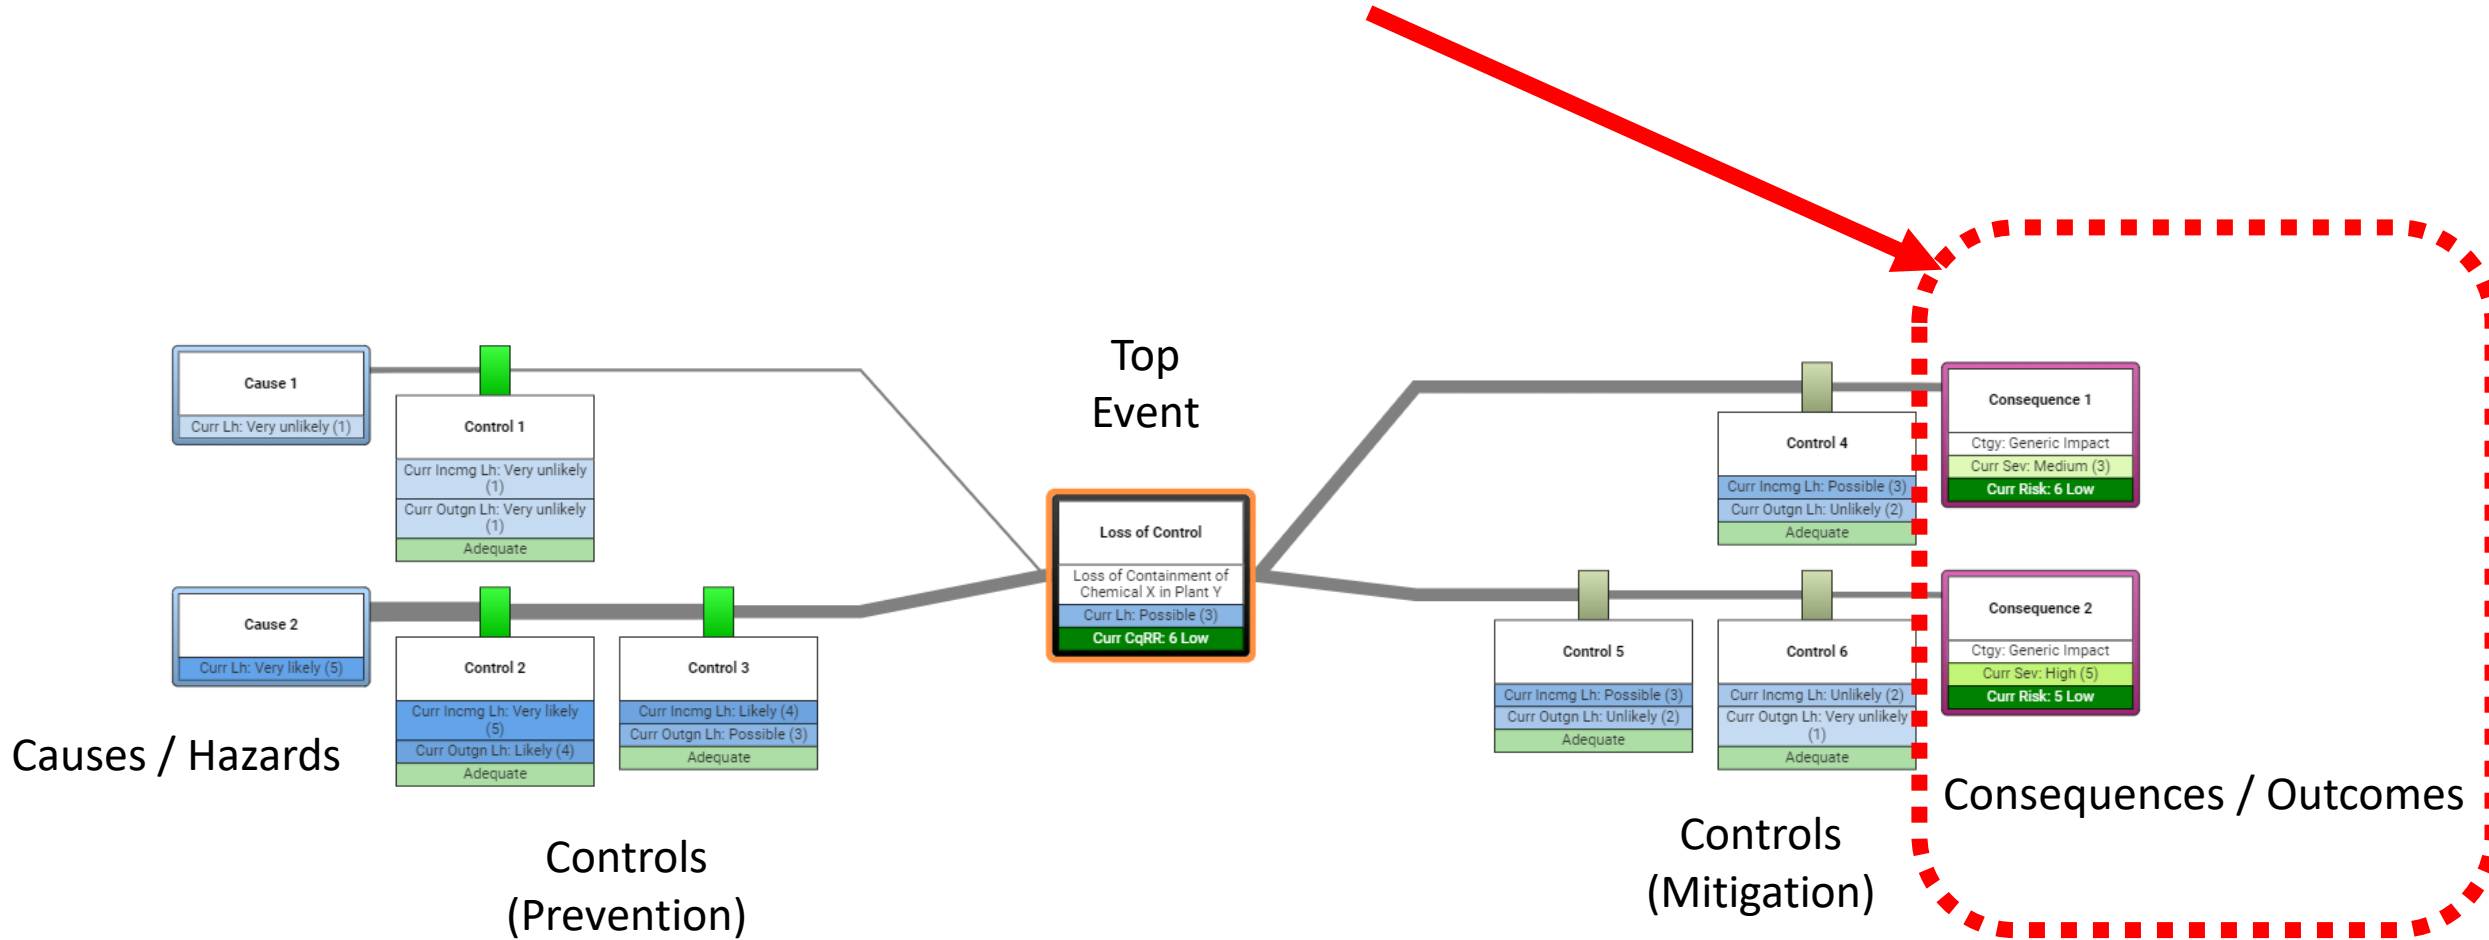 Cause 1
Curr Lh: Very unlikely (1)
Control 1
Curr Incmg Lh: Very unlikely
(1)
Curr Outgn Lh: Very unlikely
(1)
Adequate
Cause 2
Curr Lh: Very likely (5)
Control 2
Curr Incmg Lh: Very likely
(5)
Curr Outgn Lh: Likely (4)
Adequate
Control 3
Curr Incmg Lh: Likely (4)
Curr Outgn Lh: Possible (3)
Adequate
Causes / Hazards
Controls
(Prevention)
Top
Event
Loss of Control
Loss of Containment of
Chemical X in Plant Y
Curr Lh: Possible (3)
Curr CqRR: 6 Low
Control 4
Curr Incmg Lh: Possible (3)
Curr Outgn Lh: Unlikely (2)
Adequate
Consequence 1
Ctgy: Generic Impact
Curr Sev: Medium (3)
Curr Risk: 6 Low
Control 5
Curr Incmg Lh: Possible (3)
Curr Outgn Lh: Unlikely (2)
Adequate
Control 6
Curr Incmg Lh: Unlikely (2)
Curr Outgn Lh: Very unlikely
(1)
Adequate
Consequence 2
Ctgy: Generic Impact
Curr Sev: High (5)
Curr Risk: 5 Low
Controls
(Mitigation)
Consequences / Outcomes